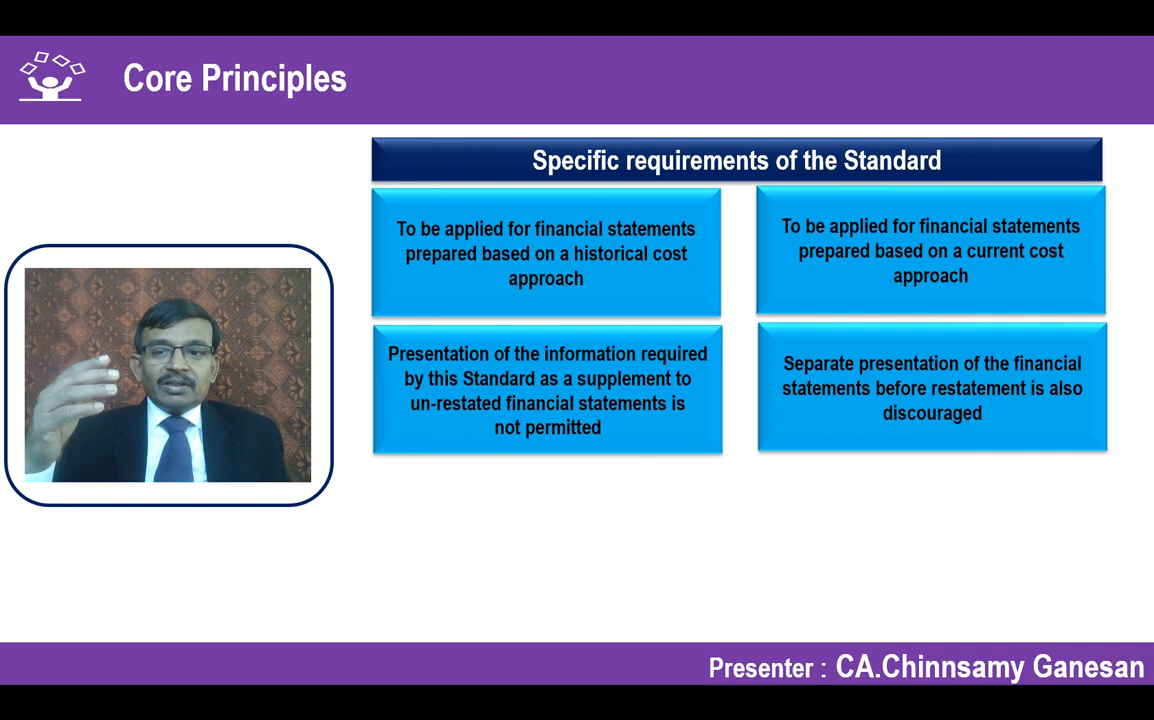 Core Principles
Specific requirements of the Standard
To be applied for financial statements
prepared based on a historical cost
approach
To be applied for financial statements
prepared based on a current cost
approach
Presentation of the information required
by this Standard as a supplement to
un-restated financial statements is
not permitted
Separate presentation of the financial
statements before restatement is also
discouraged
Presenter : CA.Chinnsamy Ganesan